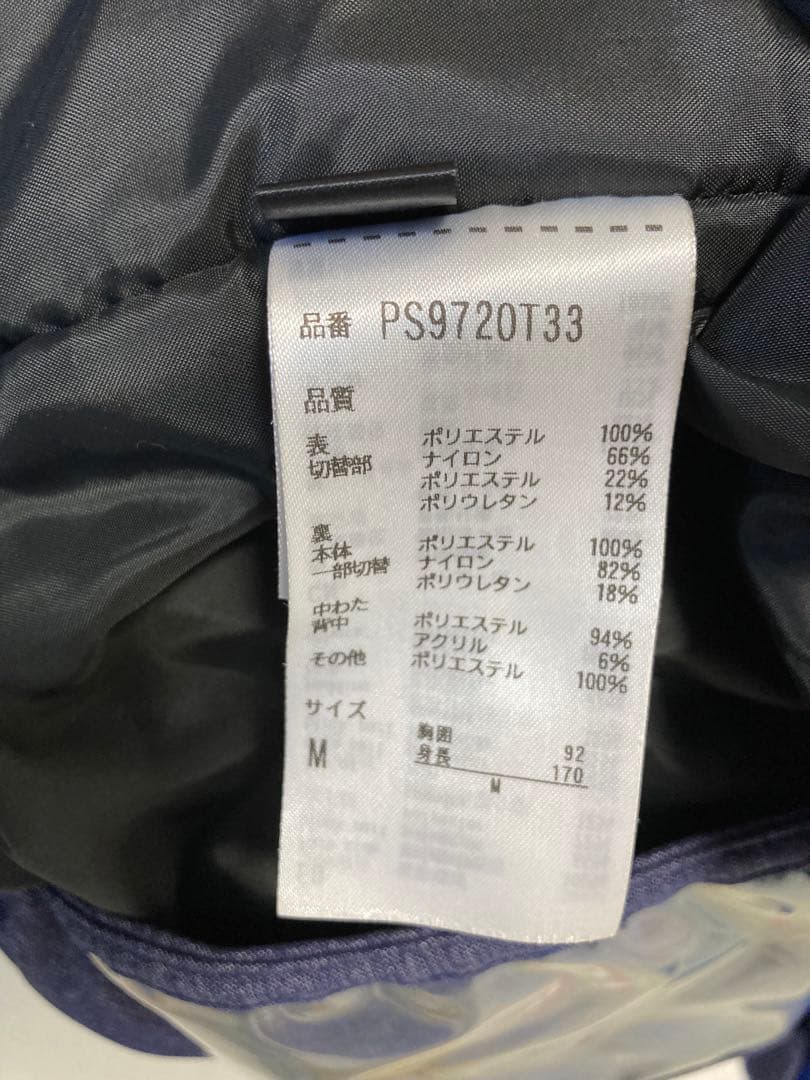 品番 PS9720T33
品質
表 ポリエステル 100%
切替部 ナイロン 66%
ポリエステル 22%
ポリウレタン 12%
裏
本体 ポリエステル 100%
一部切替 ナイロン 82%
ポリウレタン 18%
中わた
背中 ポリエステル 94%
アクリル 6%
その他 ポリエステル 100%
サイズ
M 胸囲 92
身長 170
M